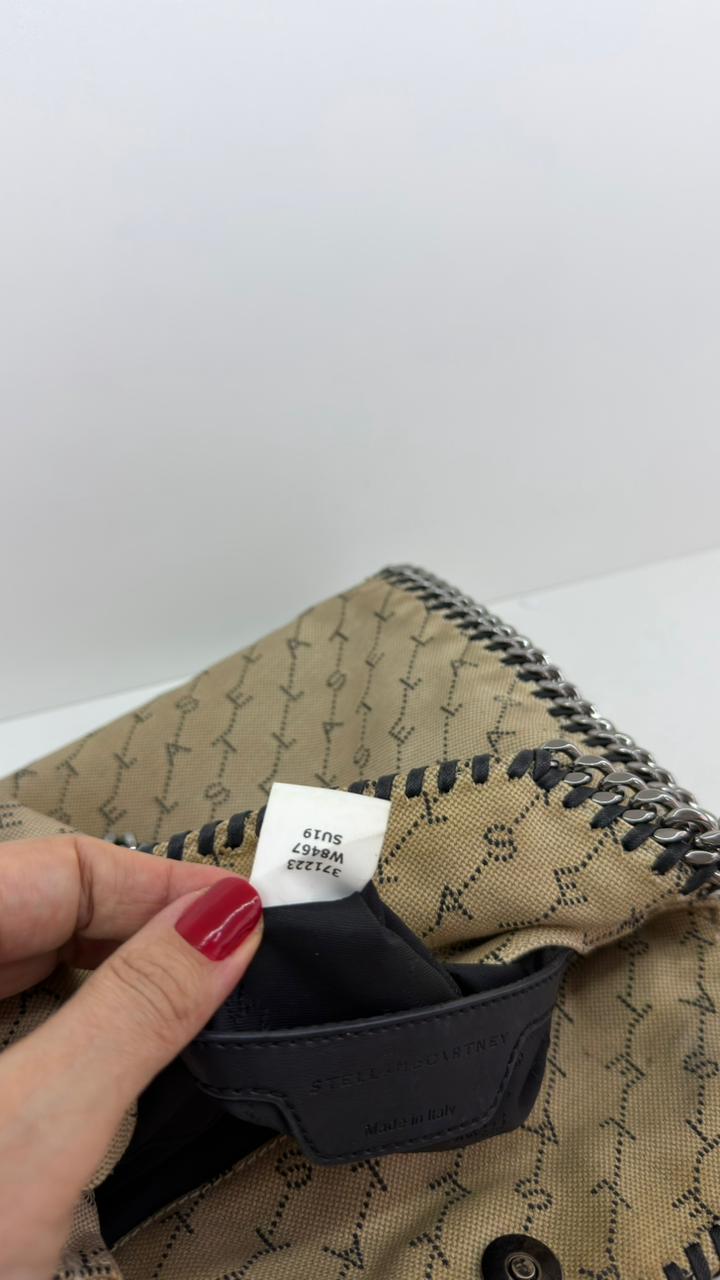 371223
W8467
SU19
STELLA McCARTNEY
Made in Italy